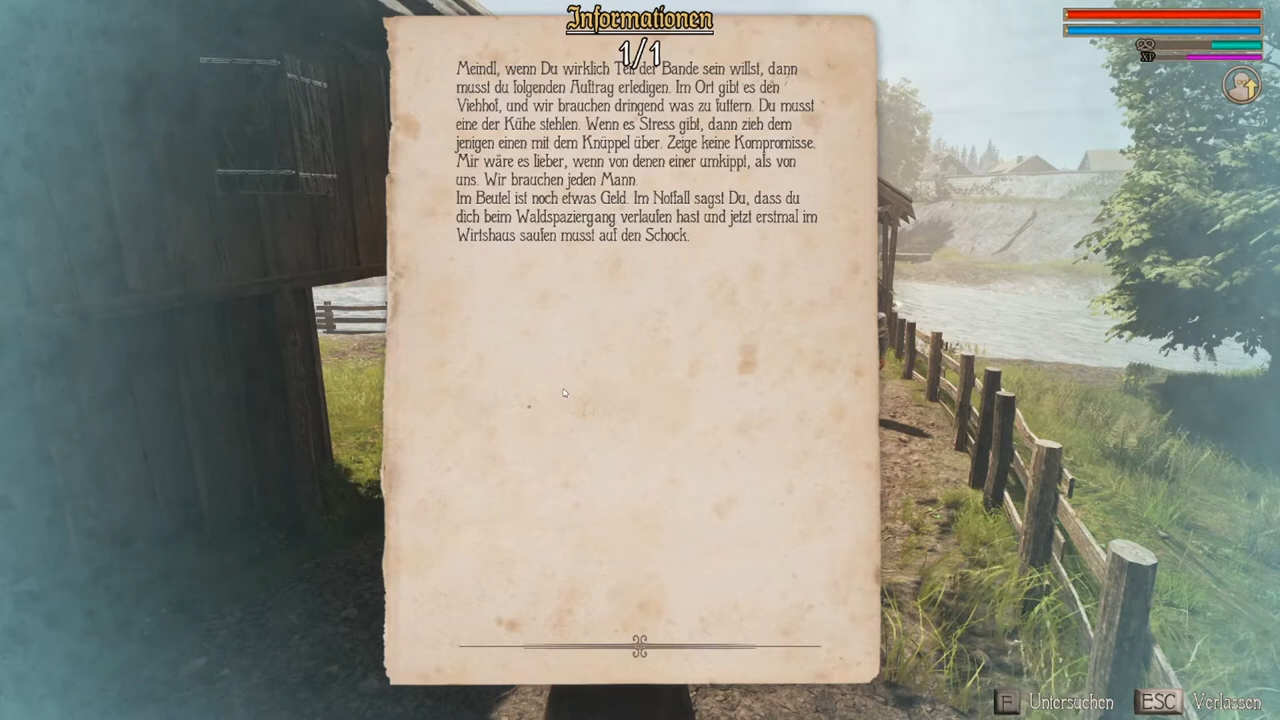 Informationen
1/1
Meindl, wenn Du wirklich Teil der Bande sein willst, dann
musst du folgenden Auftrag erledigen. Im Ort gibt es den
Viehhof, und wir brauchen dringend was zu futtern. Du musst
eine der Kühe stehlen. Wenn es Stress gibt, dann zieh dem
jenigen einen mit dem Knüppel über. Zeige keine Kompromisse.
Mir wäre es lieber, wenn von denen einer umkippt, als von
uns. Wir brauchen jeden Mann.
Im Beutel ist noch etwas Geld. Im Notfall sagst Du, dass du
dich beim Waldspaziergang verlaufen hast und jetzt erstmal im
Wirtshaus saufen musst auf den Schock.
XP
F Untersuchen ESC Verlassen